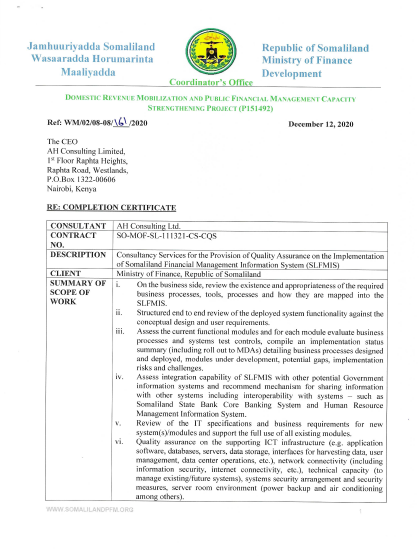 Jamhuuriyadda Somaliland
Wasaaradda Horumarinta
Maaliyadda
Republic of Somaliland
Ministry of Finance
Development
Coordinator's Office
DOMESTIC REVENUE MOBILIZATION AND PUBLIC FINANCIAL MANAGEMENT CAPACITY
STRENGTHENING PROJECT (P151492)
Ref: WM/02/08-08/161/2020
December 12, 2020
The CEO
AH Consulting Limited,
1st Floor Raphta Heights,
Raphta Road, Westlands,
P.O.Box 1322-00606
Nairobi, Kenya
RE: COMPLETION CERTIFICATE
CONSULTANT AH Consulting Ltd.
CONTRACT SO-MOF-SL-111321-CS-CQS
NO.
DESCRIPTION Consultancy Services for the Provision of Quality Assurance on the Implementation
of Somaliland Financial Management Information System (SLFMIS)
CLIENT Ministry of Finance, Republic of Somaliland
SUMMARY OF
SCOPE OF
WORK
i. On the business side, review the existence and appropriateness of the required
business processes, tools, processes and how they are mapped into the
SLFMIS.
ii. Structured end to end review of the deployed system functionality against the
conceptual design and user requirements.
iii. Assess the current functional modules and for each module evaluate business
processes and systems test controls, compile an implementation status
summary (including roll out to MDAs) detailing business processes designed
and deployed, modules under development, potential gaps, implementation
risks and challenges.
iv. Assess integration capability of SLFMIS with other potential Government
information systems and recommend mechanism for sharing information
with other systems including interoperability with systems – such as
Somaliland State Bank Core Banking System and Human Resource
Management Information System.
v. Review of the IT specifications and business requirements for new
system(s)/modules and support the full use of all existing modules.
vi. Quality assurance on the supporting ICT infrastructure (e.g. application
software, databases, servers, data storage, interfaces for harvesting data, user
management, data center operations, etc.), network connectivity (including
information security, internet connectivity, etc.), technical capacity (to
manage existing/future systems), systems security arrangement and security
measures, server room environment (power backup and air conditioning
among others).
WWW.SOMALILANDPFM.ORG